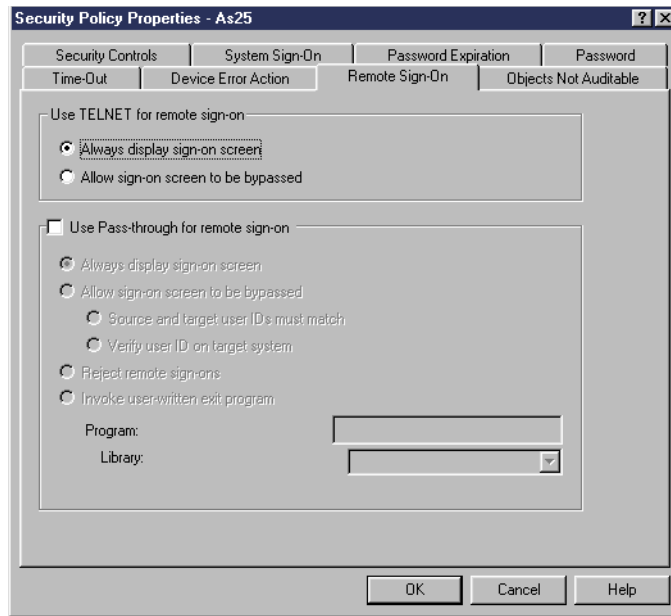 Security Policy Properties - As25
Security Controls System Sign-On Password Expiration Password
Time-Out Device Error Action Remote Sign-On Objects Not Auditable
Use TELNET for remote sign-on
Always display sign-on screen
Allow sign-on screen to be bypassed
Use Pass-through for remote sign-on
Always display sign-on screen
Allow sign-on screen to be bypassed
Source and target user IDs must match
Verify user ID on target system
Reject remote sign-ons
Invoke user-written exit program
Program:
Library:
OK Cancel Help